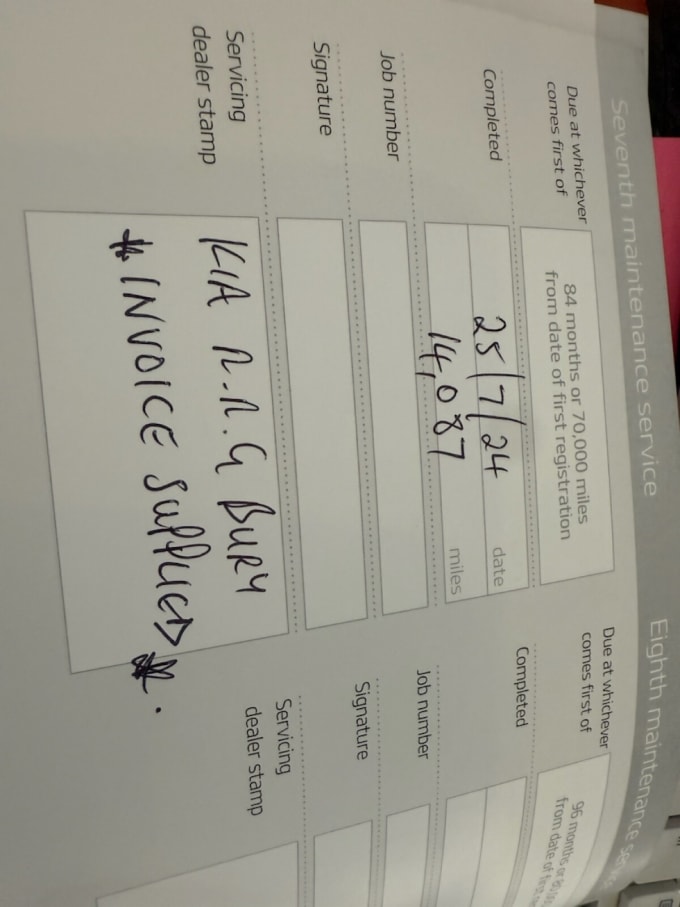 Seventh maintenance service
Due at whichever
comes first of
84 months or 70,000 miles
from date of first registration
Completed
25/7/24 date
14,087 miles
Job number
Signature
Servicing
dealer stamp
KIA R.R.G BURY
* INVOICE SUPPLIED *.
Eighth maintenance
Due at whichever
comes first of
96 months or
from date of first
Completed
Job number
Signature
Servicing
dealer stamp